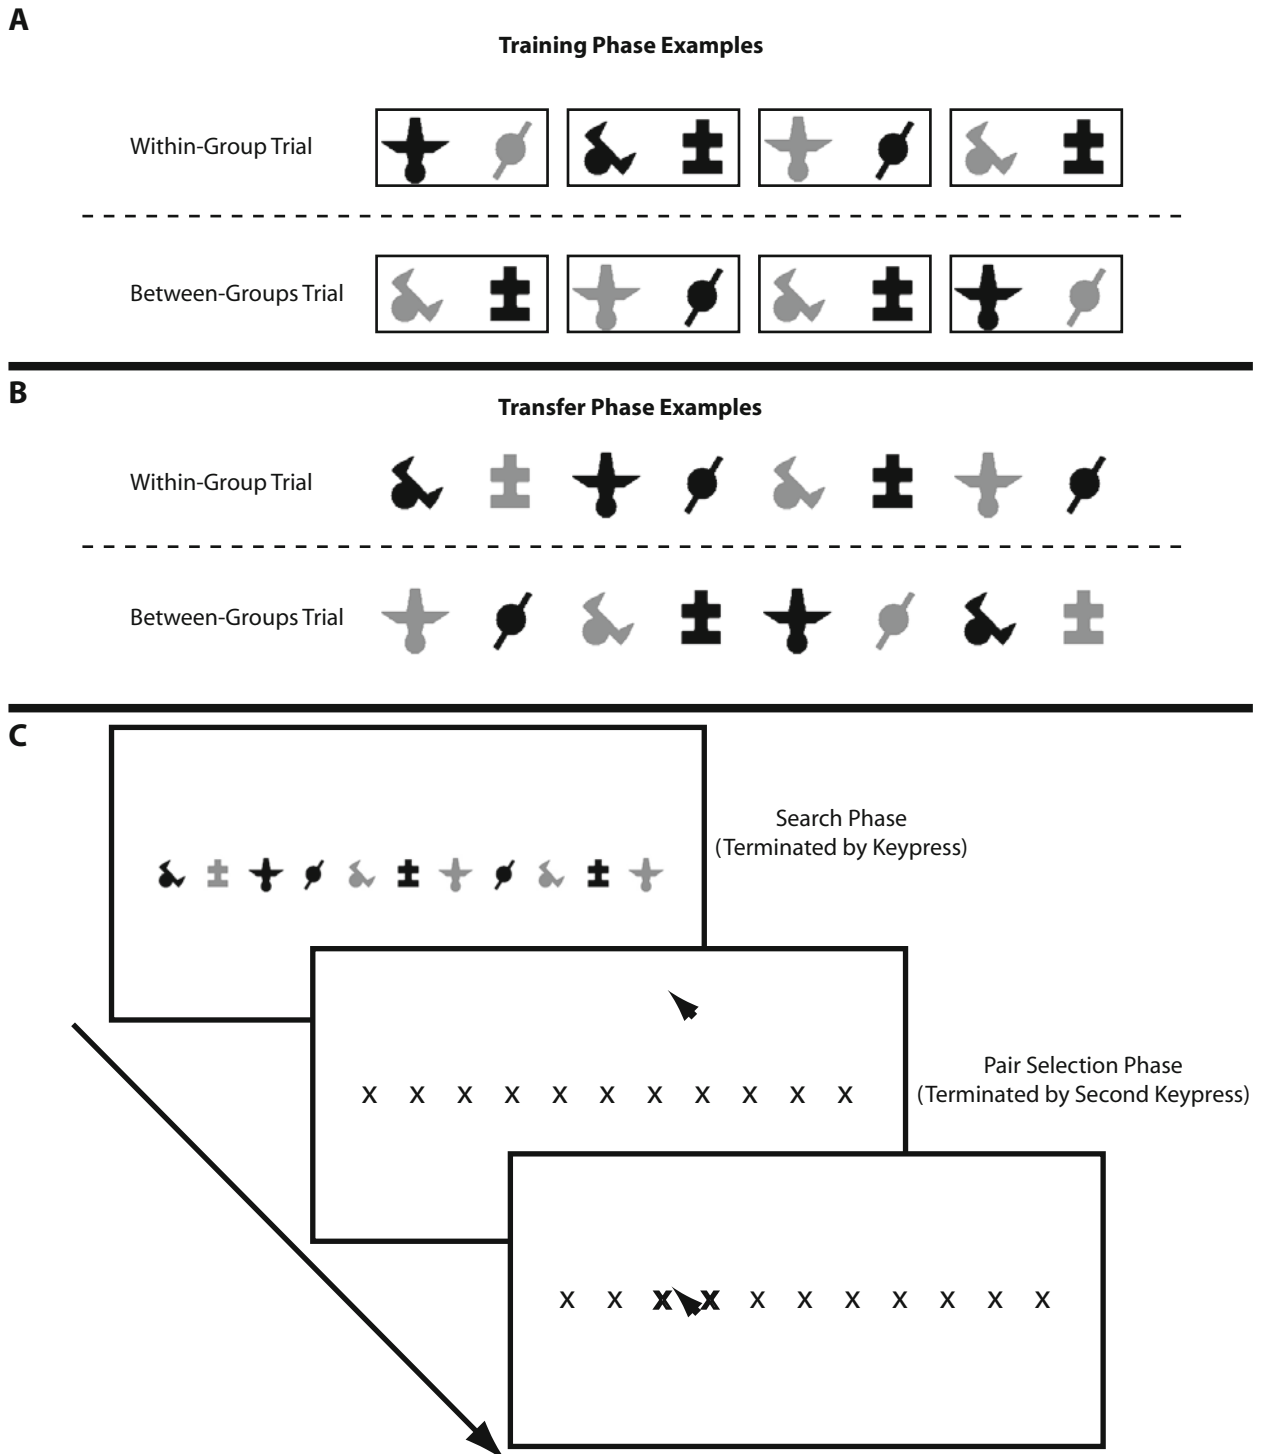 A
Training Phase Examples
Within-Group Trial
Between-Groups Trial
B
Transfer Phase Examples
Within-Group Trial
Between-Groups Trial
C
Search Phase
(Terminated by Keypress)
Pair Selection Phase
(Terminated by Second Keypress)
x x x x x x x x x x x
x x x x x x x x x x x